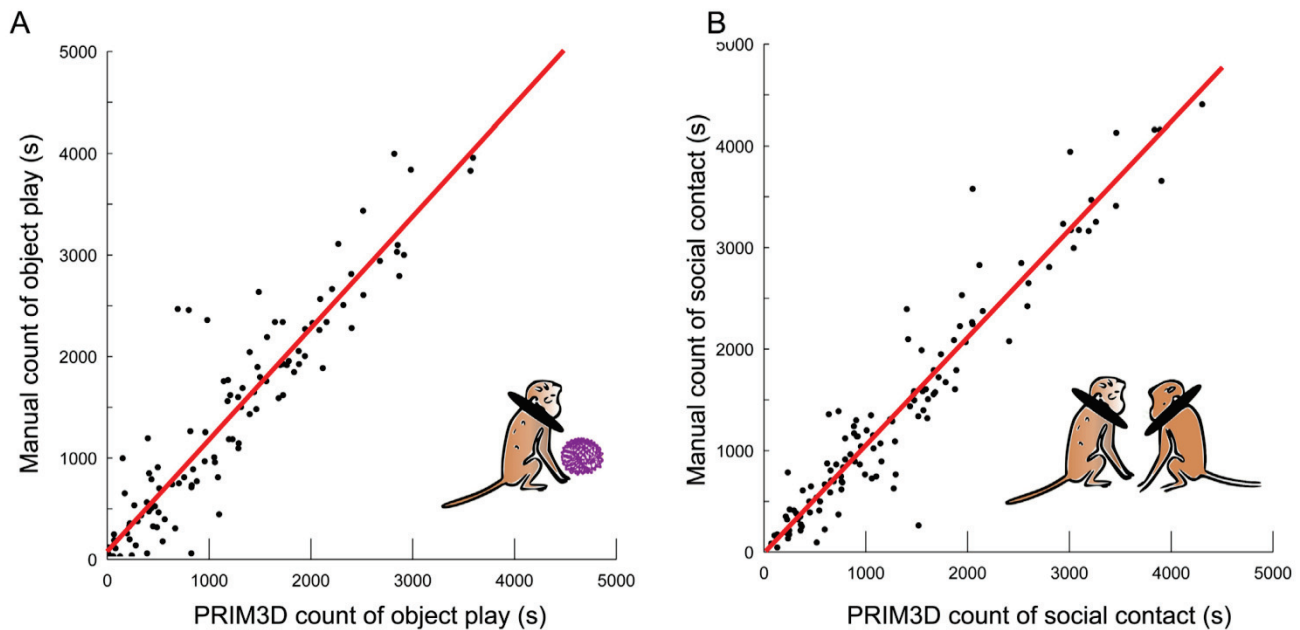 A
5000
4000
3000
2000
1000
0
Manual count of object play (s)
0 1000 2000 3000 4000 5000
PRIM3D count of object play (s)
B
5000
4000
3000
2000
1000
0
Manual count of social contact (s)
0 1000 2000 3000 4000 5000
PRIM3D count of social contact (s)